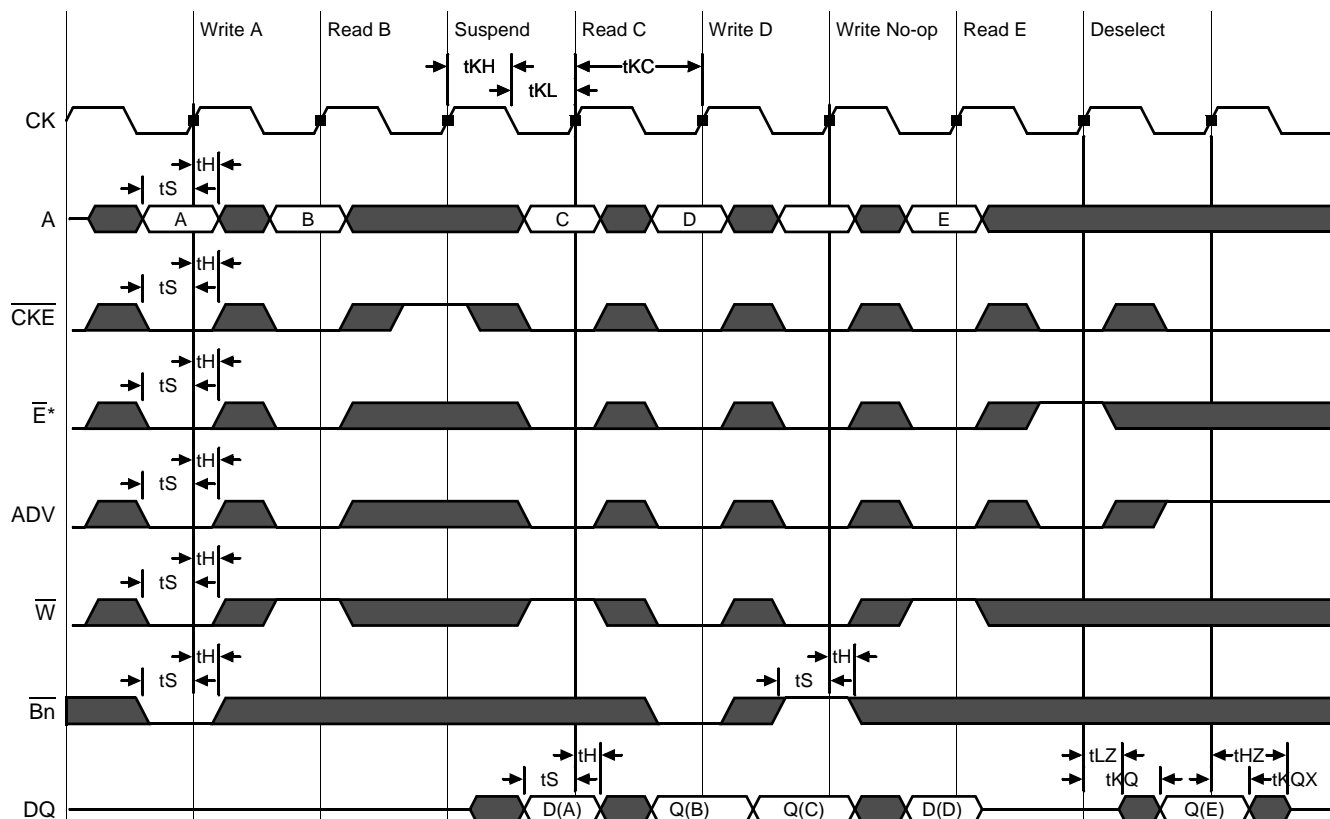 Write A Read B Suspend Read C Write D Write No-op Read E Deselect
tKH tKC
tKL
CK
tH
tS
A A B C D E
tH
tS
CKE
tH
tS
E*
tH
tS
ADV
tH
tS
W
tH tH
tS tS
Bn
tH tLZ tHZ
tS tKQ tKQX
DQ D(A) Q(B) Q(C) D(D) Q(E)